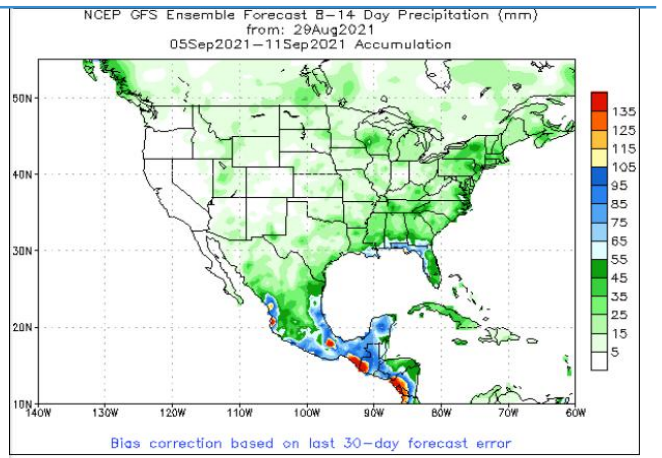 NCEP GFS Ensemble Forecast 8-14 Day Precipitation (mm)
from: 29Aug2021
05Sep2021-11Sep2021 Accumulation
50N
40N
30N
20N
10N
140W 130W 120W 110W 100W 90W 80W 70W 60W
135
125
115
105
95
85
75
65
55
45
35
25
15
5
Bias correction based on last 30-day forecast error